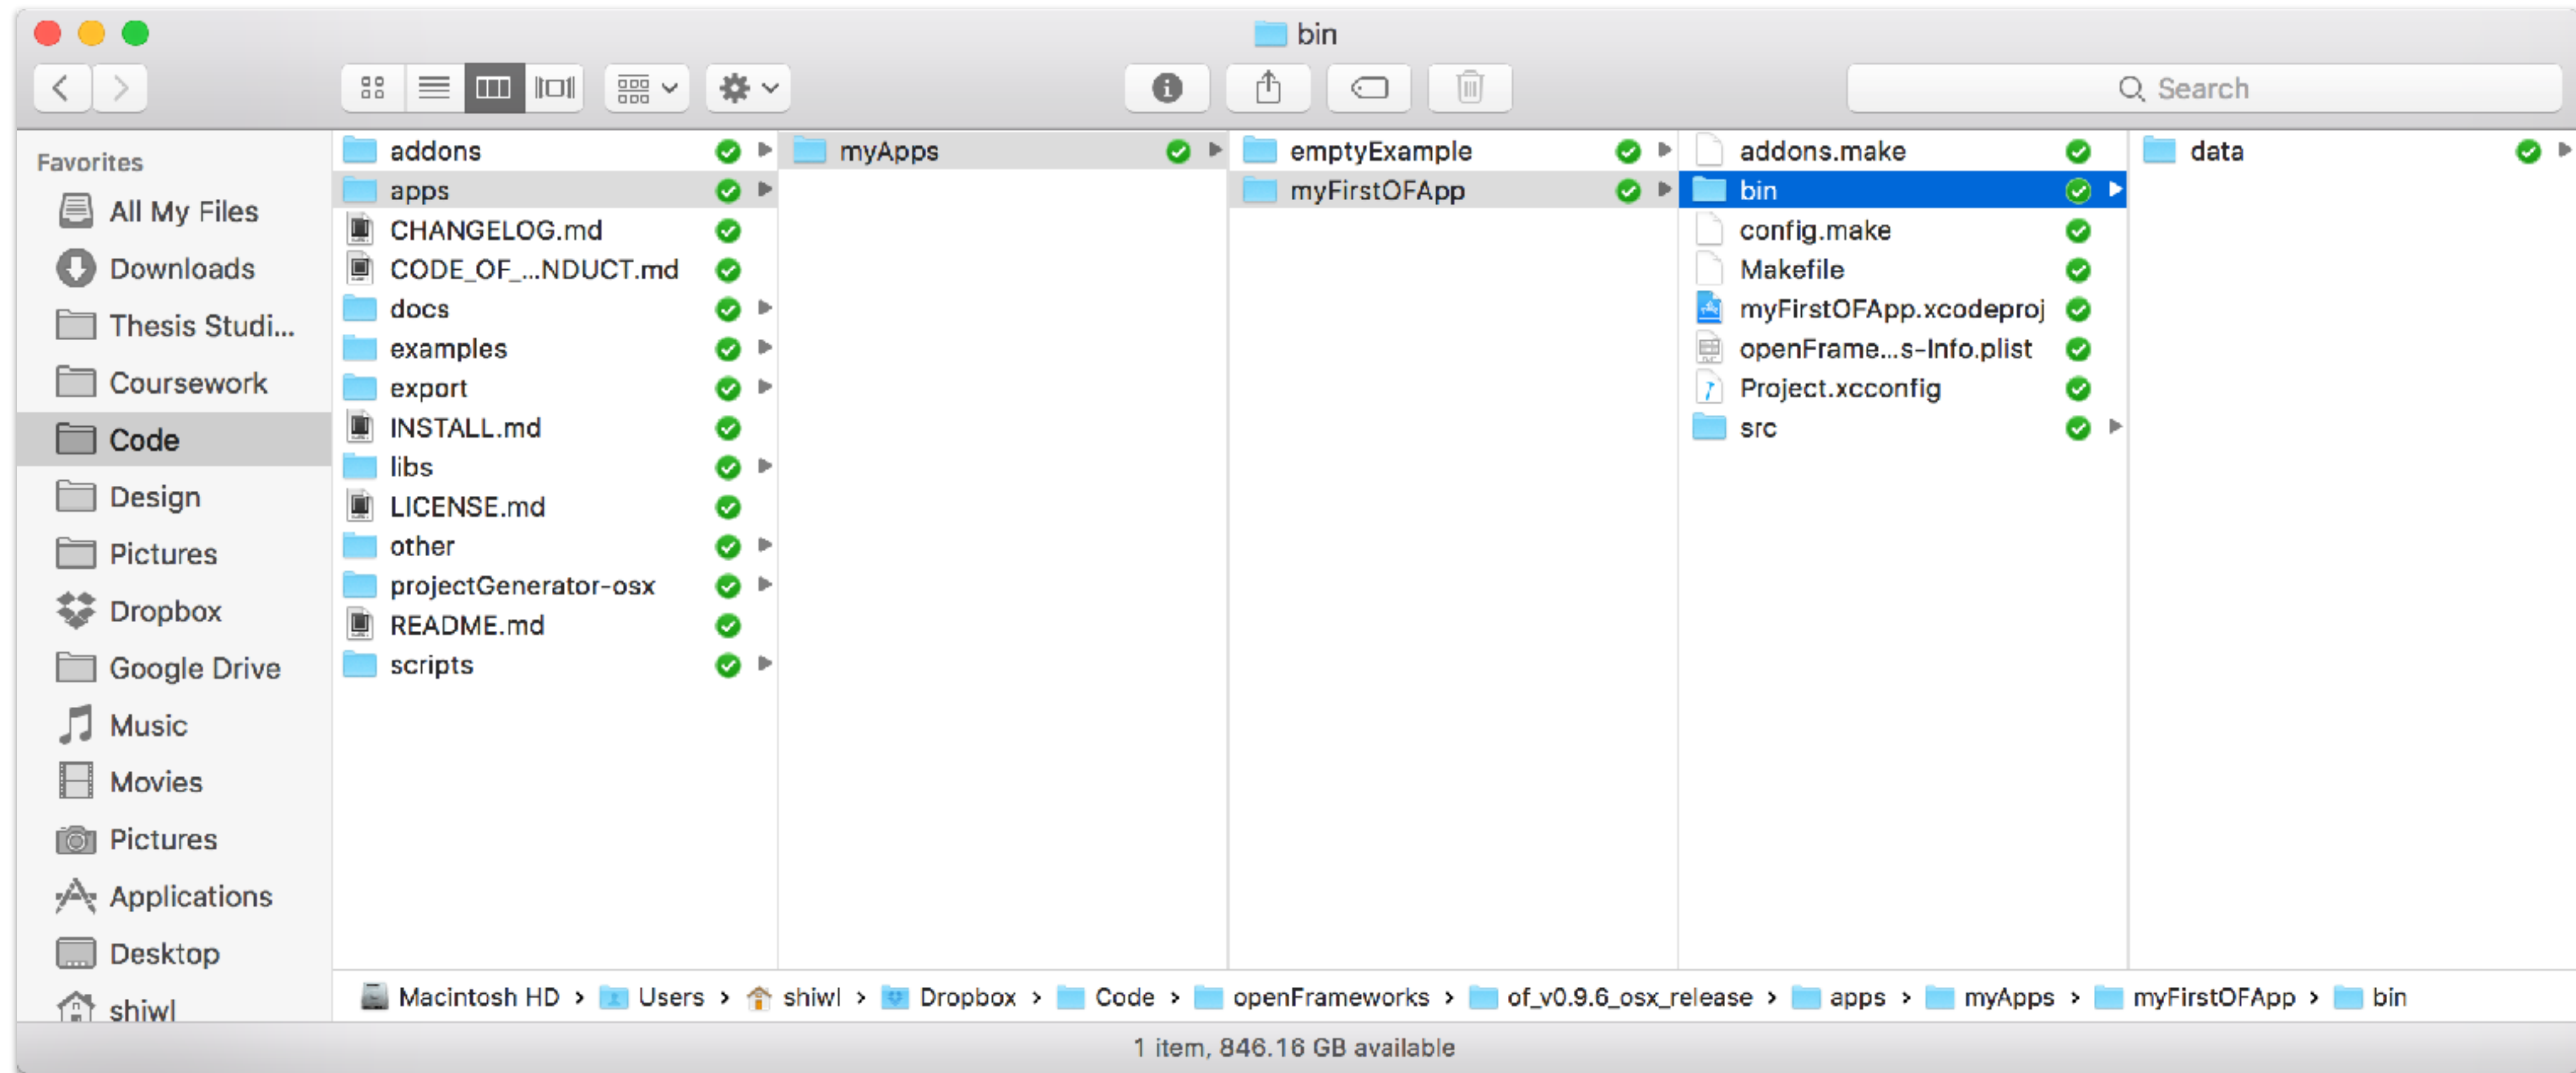 bin
Search
Favorites
All My Files
Downloads
Thesis Studi...
Coursework
Code
Design
Pictures
Dropbox
Google Drive
Music
Movies
Pictures
Applications
Desktop
shiwl
addons
apps
CHANGELOG.md
CODE_OF_...NDUCT.md
docs
examples
export
INSTALL.md
libs
LICENSE.md
other
projectGenerator-osx
README.md
scripts
myApps
emptyExample
myFirstOFApp
addons.make
bin
config.make
Makefile
myFirstOFApp.xcodeproj
openFrame...s-Info.plist
Project.xcconfig
src
data
Macintosh HD › Users › shiwl › Dropbox › Code › openFrameworks › of_v0.9.6_osx_release › apps › myApps › myFirstOFApp › bin
1 item, 846.16 GB available